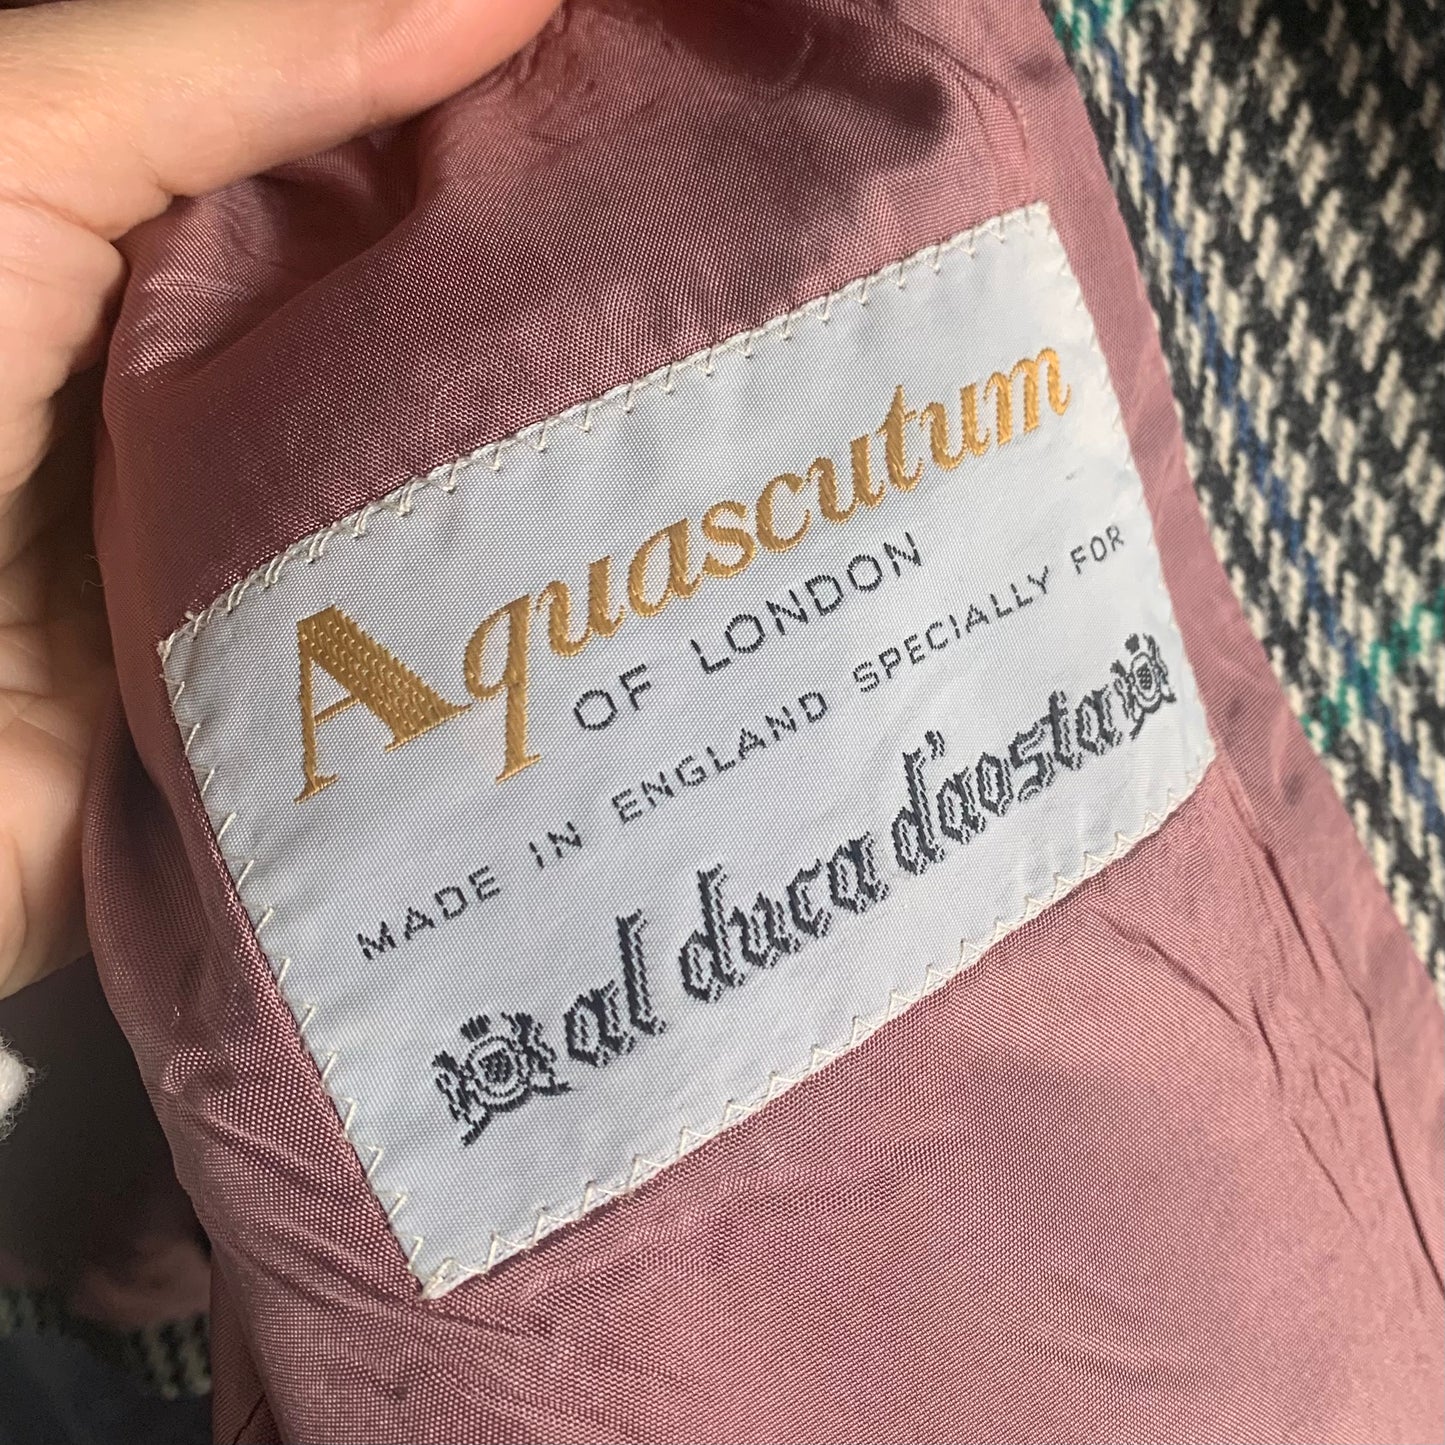 Aquascutum
OF LONDON
MADE IN ENGLAND SPECIALLY FOR
al duca d'aosta